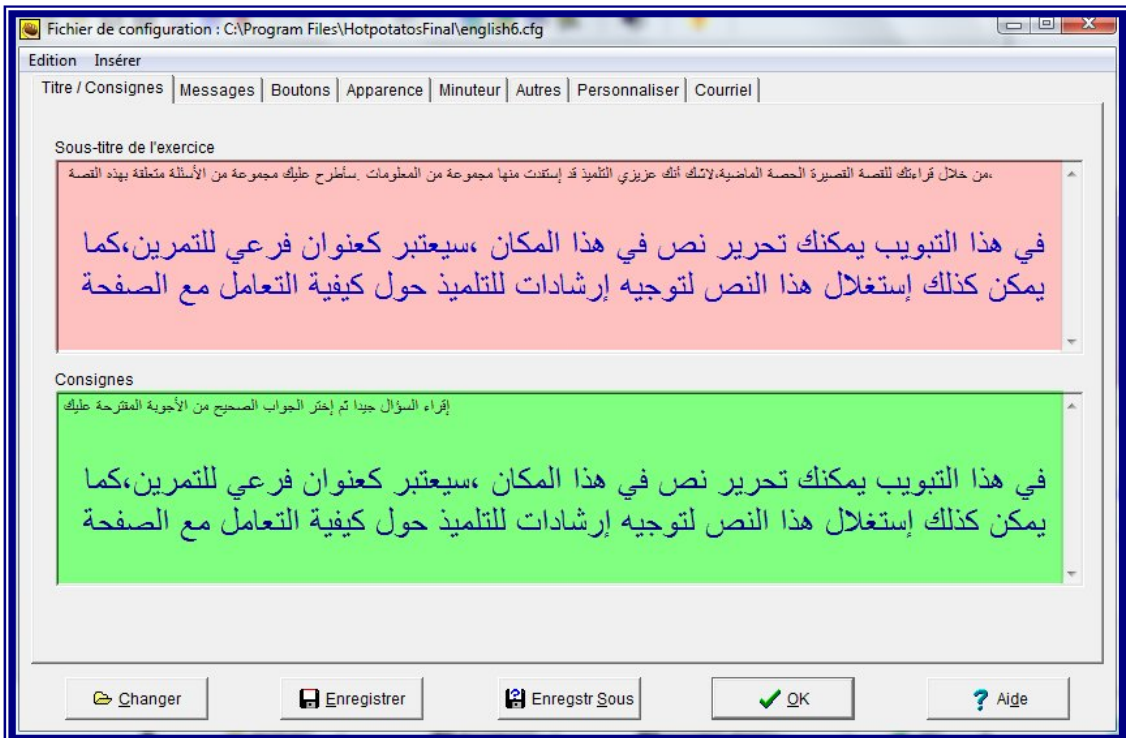 Fichier de configuration : C:\Program Files\HotpotatosFinal\english6.cfg
Edition Insérer
Titre / Consignes Messages Boutons Apparence Minuteur Autres Personnaliser Courriel
Sous-titre de l'exercice
من خلال قراءتك للقصة القصيرة الحصة الماضية،لاشك أنك عزيزي التلميذ قد إستفدت منها مجموعة من المعلومات .سأطرح عليك مجموعة من الأسئلة متعلقة بهذه القصة،
في هذا التبويب يمكنك تحرير نص في هذا المكان ،سيعتبر كعنوان فرعي للتمرين،كما
يمكن كذلك إستغلال هذا النص لتوجيه إرشادات للتلميذ حول كيفية التعامل مع الصفحة
Consignes
إقراء السؤال جيدا تم إختر الجواب الصحيح من الأجوبة المقترحة عليك
في هذا التبويب يمكنك تحرير نص في هذا المكان ،سيعتبر كعنوان فرعي للتمرين،كما
يمكن كذلك إستغلال هذا النص لتوجيه إرشادات للتلميذ حول كيفية التعامل مع الصفحة
Changer Enregistrer Enregstr Sous OK Aide